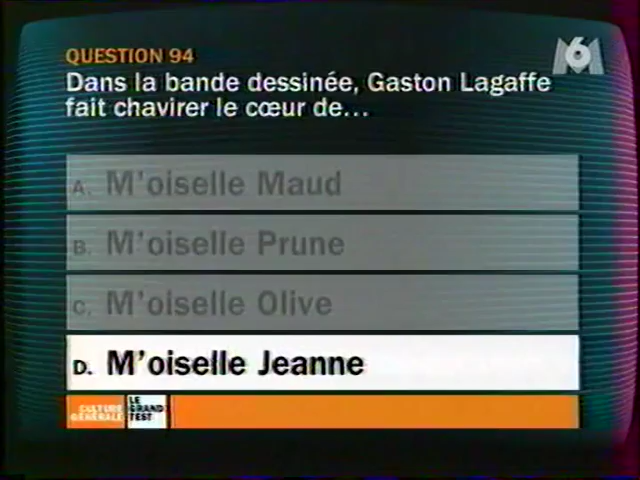 QUESTION 94
M6
Dans la bande dessinée, Gaston Lagaffe
fait chavirer le cœur de...
A. M'oiselle Maud
B. M'oiselle Prune
C. M'oiselle Olive
D. M'oiselle Jeanne
CULTURE
GÉNÉRALE
LE
GRAND
TEST